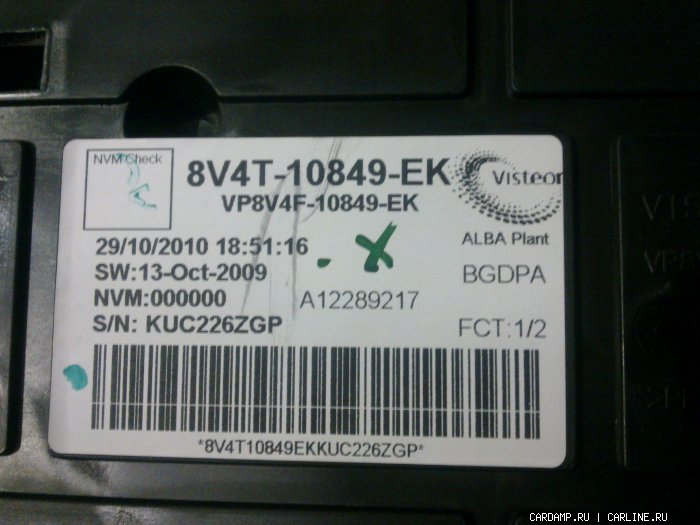 NVM Check
8V4T-10849-EK
VP8V4F-10849-EK
Visteon
ALBA Plant
29/10/2010 18:51:16
SW:13-Oct-2009
BGDPA
NVM:000000
A12289217
S/N: KUC226ZGP
FCT:1/2
*8V4T10849EKKUC226ZGP*
VIS
CARDAMP.RU | CARLINE.RU